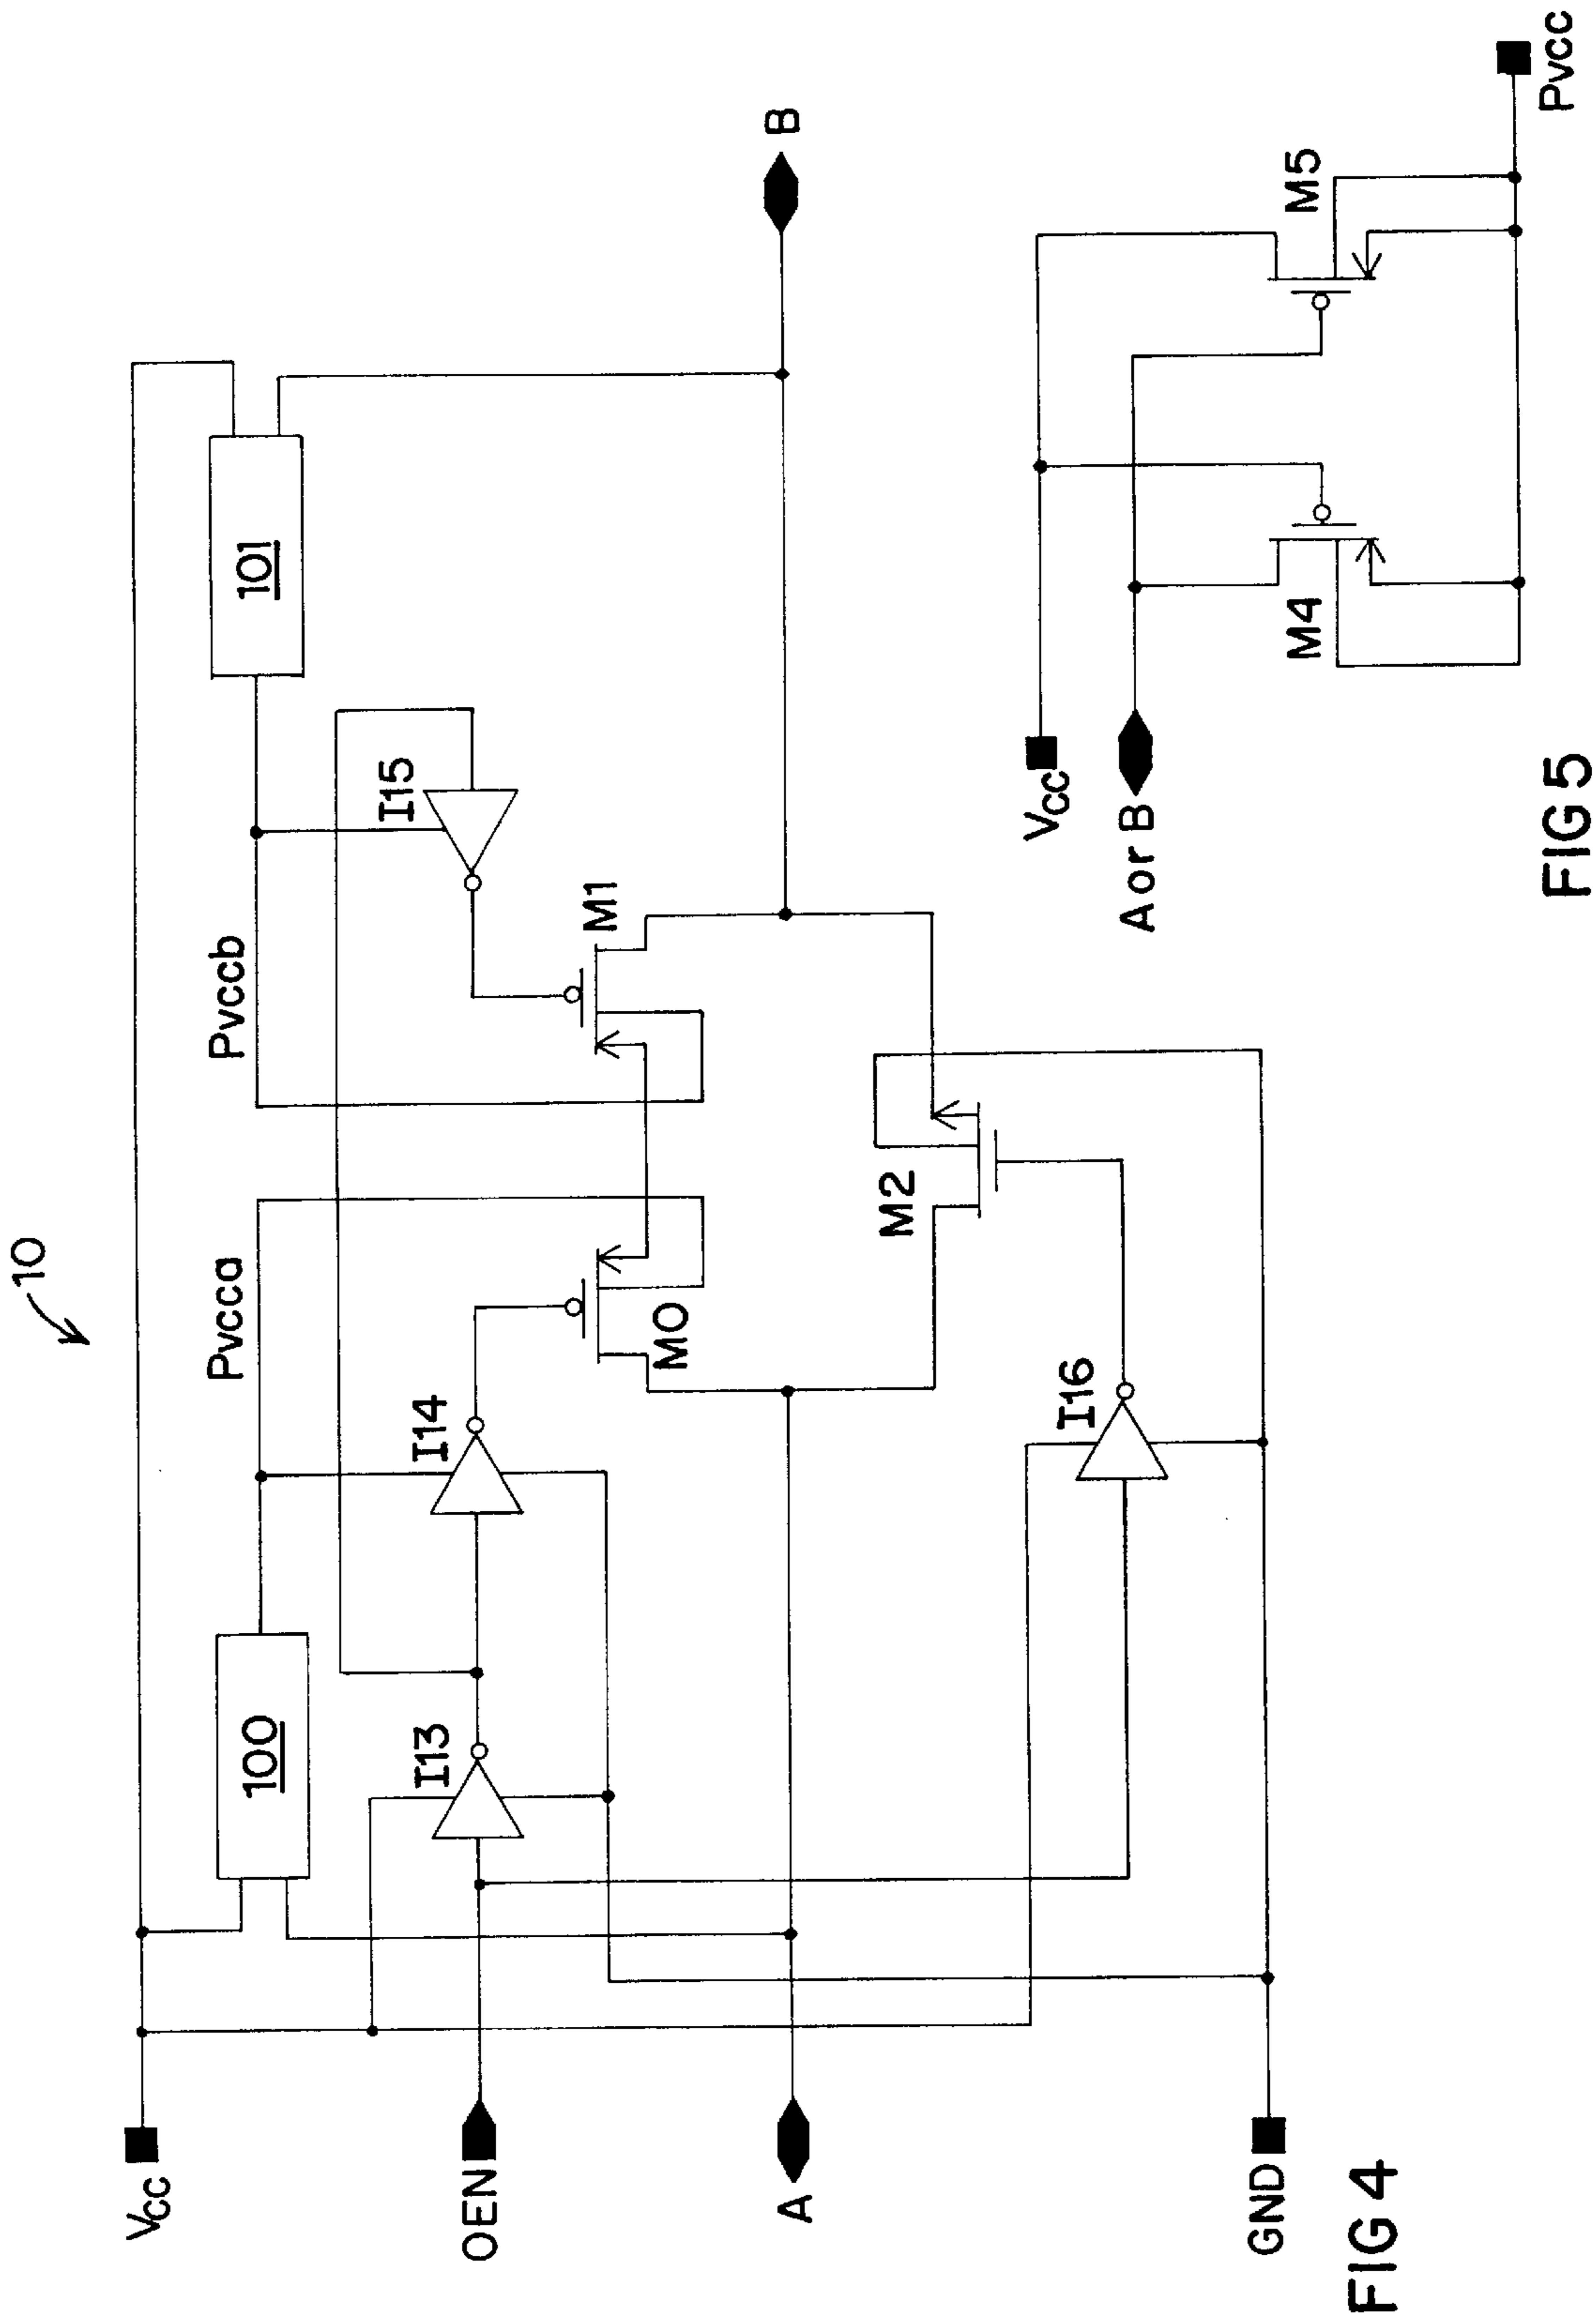 10
Vcc
100
Pvcca
Pvccb
101
I13
I14
I15
OEN
M0
M1
A
B
M2
I16
GND
FIG 4
Vcc
A or B
M4
M5
Pvcc
FIG 5